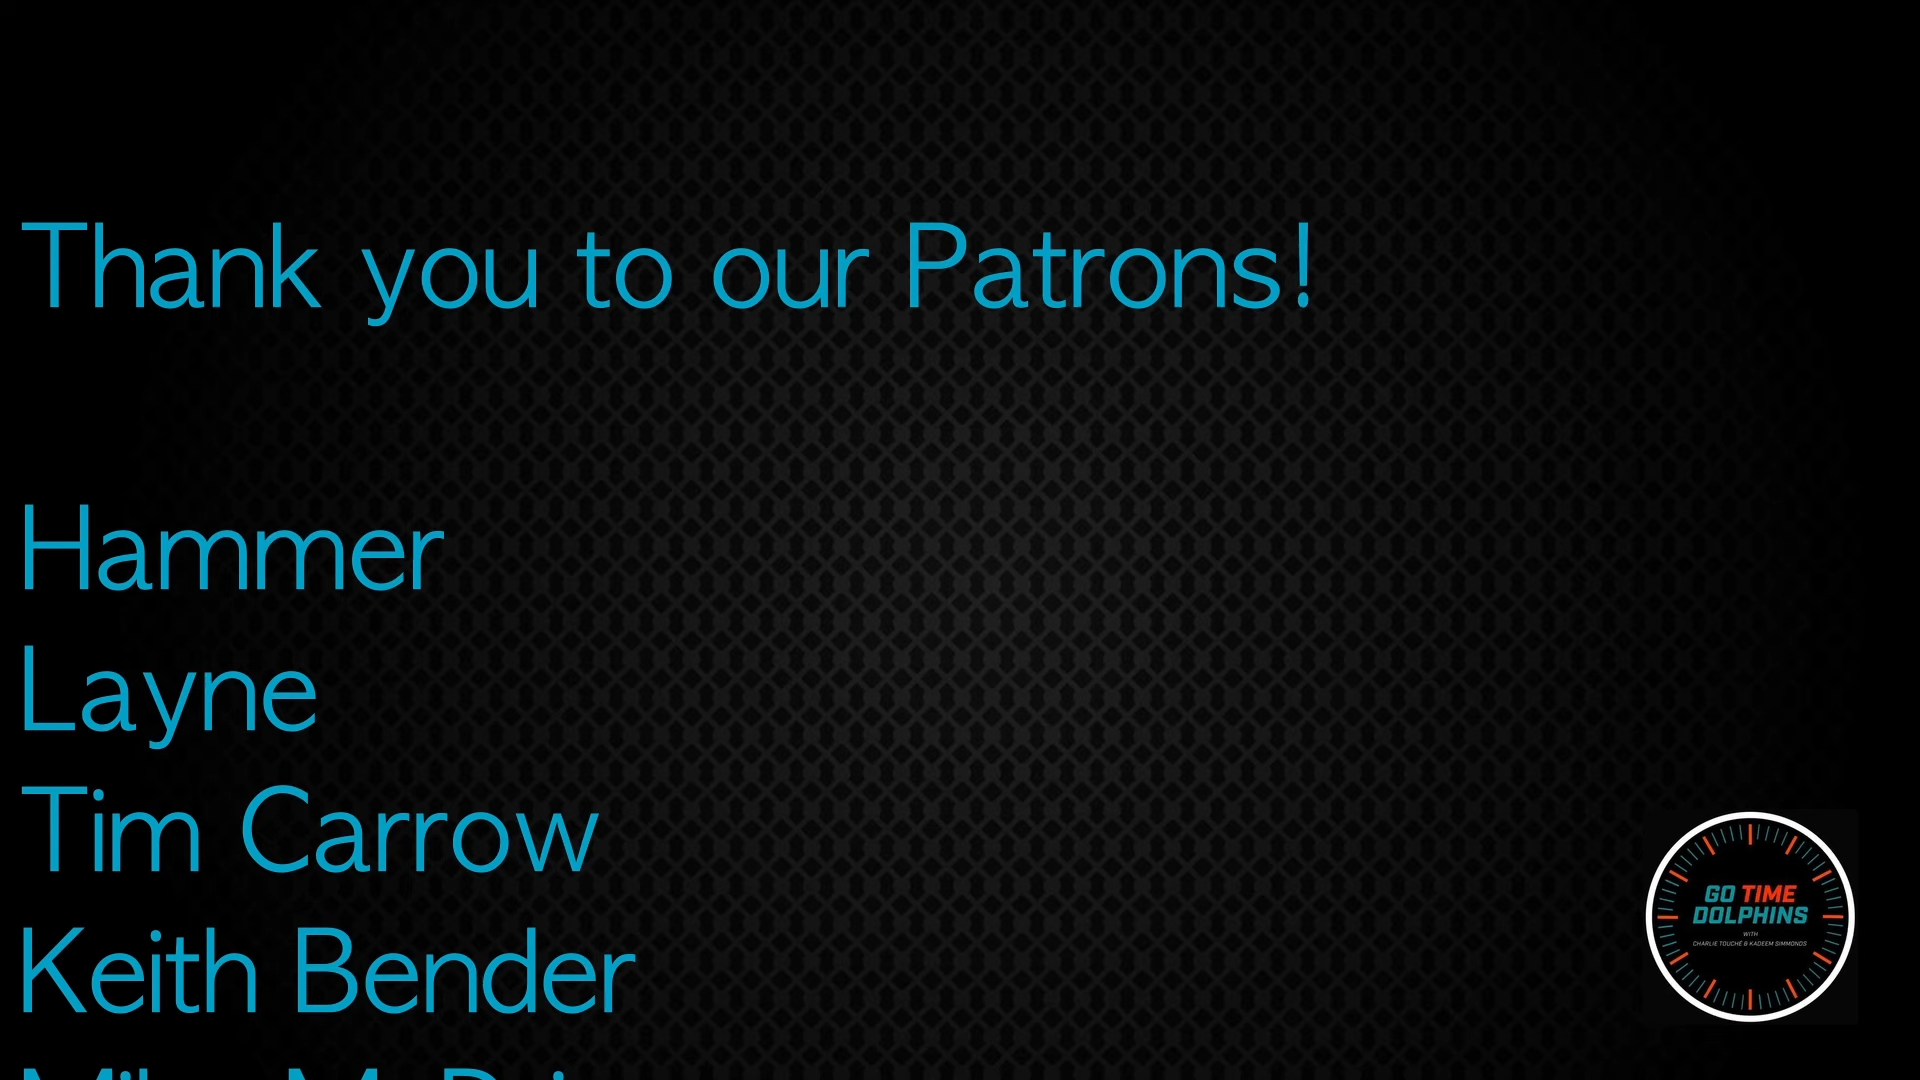 Thank you to our Patrons!
Hammer
Layne
Tim Carrow
Keith Bender
GO TIME
DOLPHINS
WITH
CHARLIE TOUCHÉ & KADEEM SIMMONDS